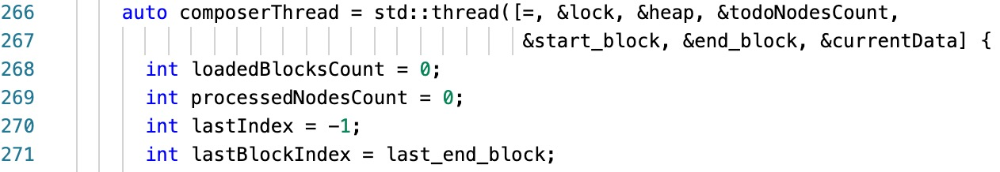 266 auto composerThread = std::thread([=, &lock, &heap, &todoNodesCount,
267 &start_block, &end_block, &currentData] {
268 int loadedBlocksCount = 0;
269 int processedNodesCount = 0;
270 int lastIndex = -1;
271 int lastBlockIndex = last_end_block;